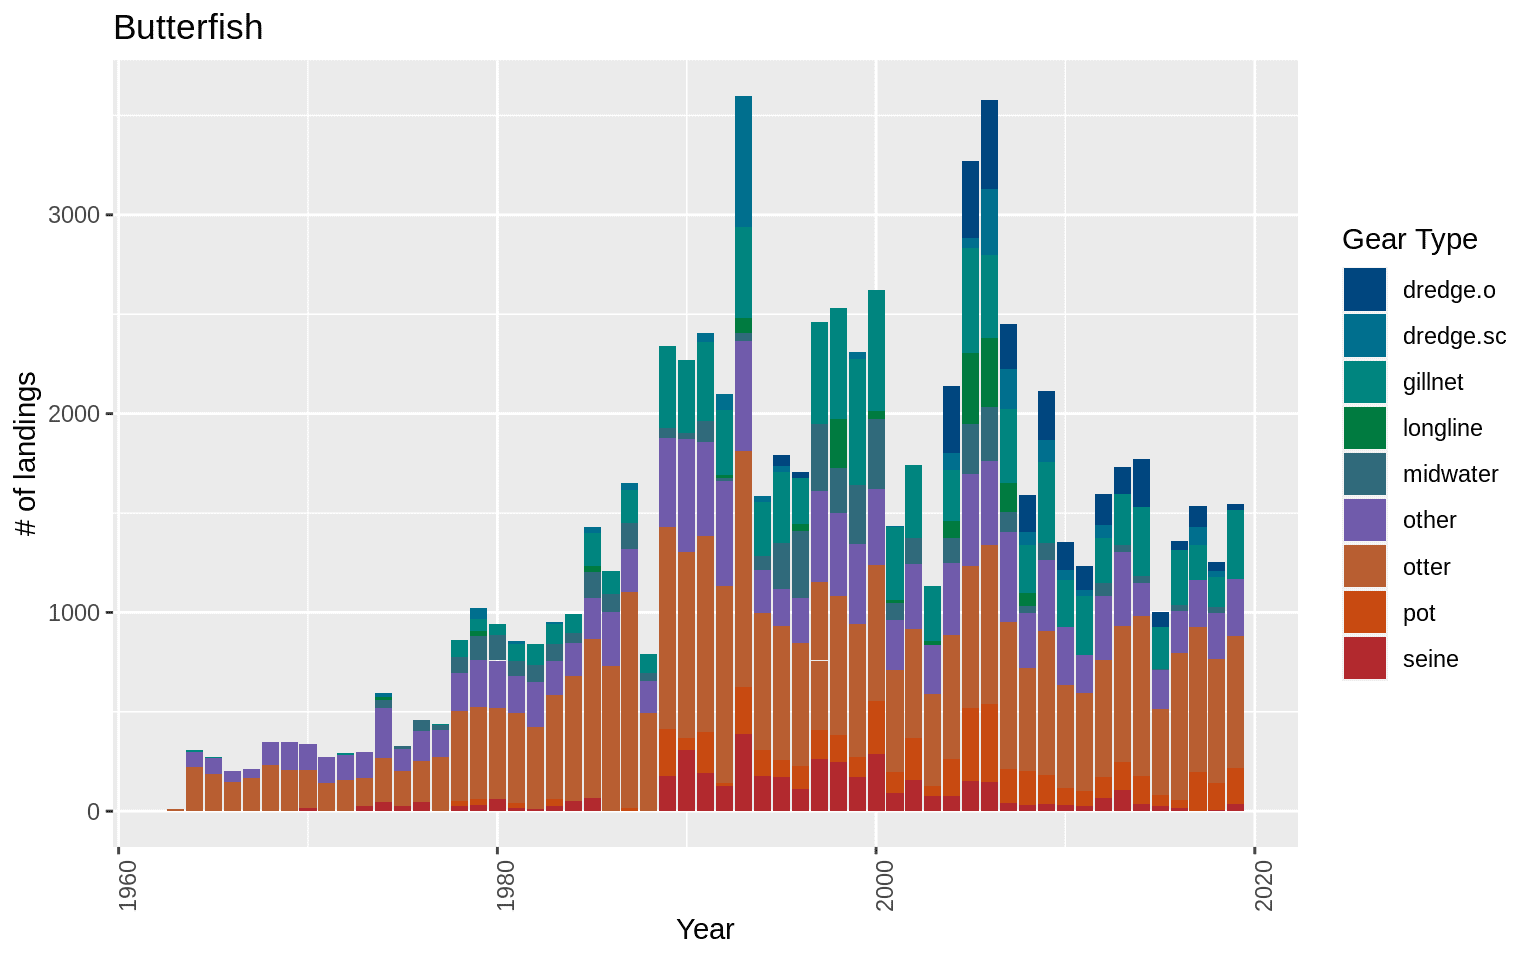 Butterfish
# of landings
3000
2000
1000
0
1960
1980
2000
2020
Year
Gear Type
dredge.o
dredge.sc
gillnet
longline
midwater
other
otter
pot
seine